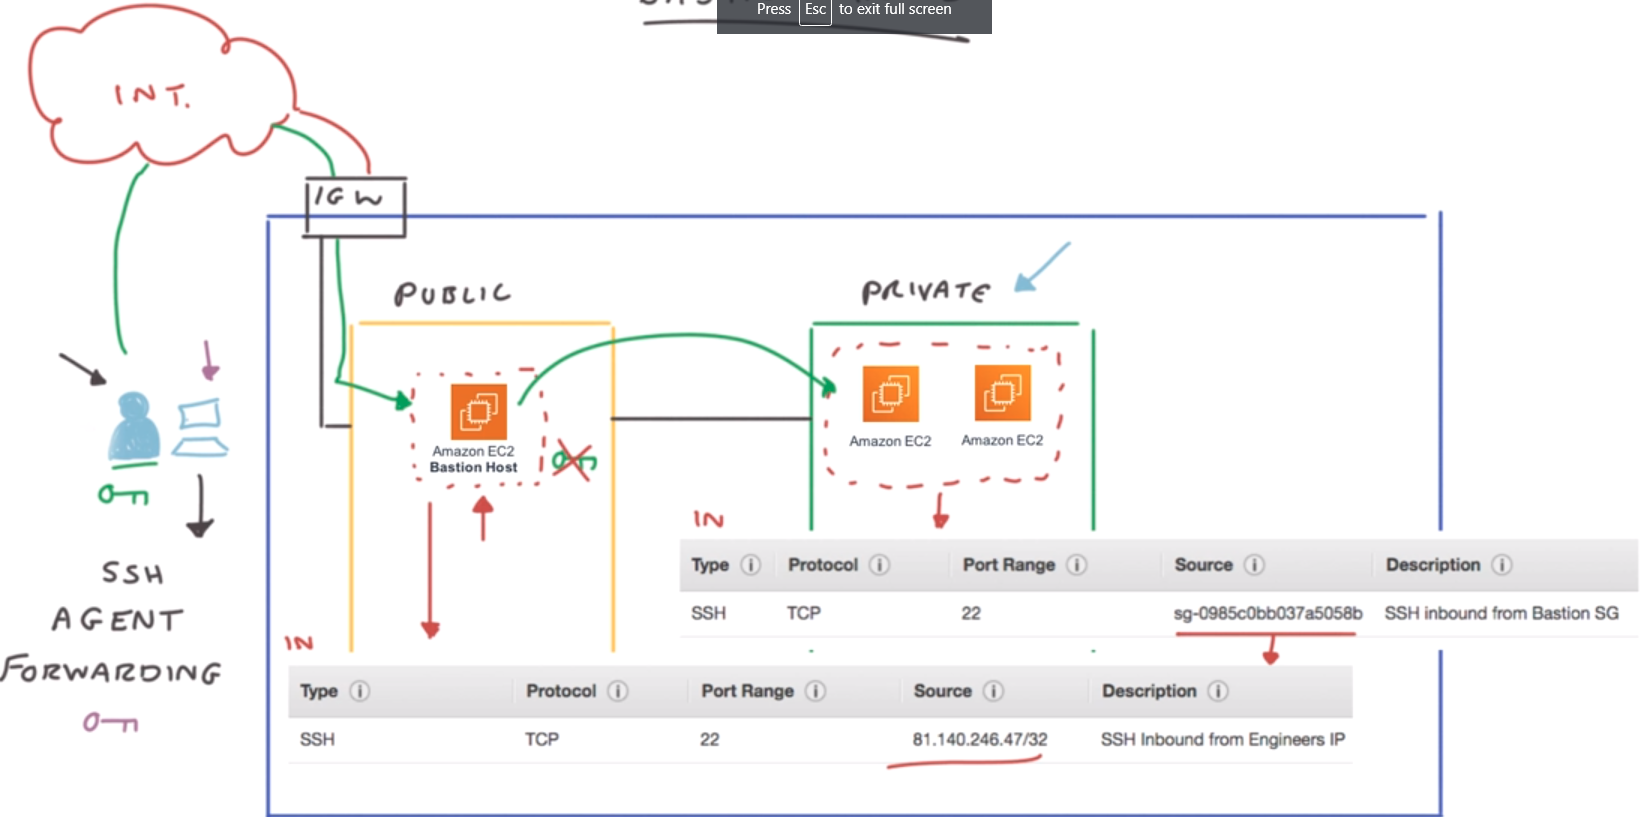 Press Esc to exit full screen
INT.
IGW
PUBLIC
PRIVATE
Amazon EC2
Bastion Host
Amazon EC2
Amazon EC2
SSH
AGENT
FORWARDING
IN
Type Protocol Port Range Source Description
SSH TCP 22 sg-0985c0bb037a5058b SSH inbound from Bastion SG
IN
Type Protocol Port Range Source Description
SSH TCP 22 81.140.246.47/32 SSH Inbound from Engineers IP